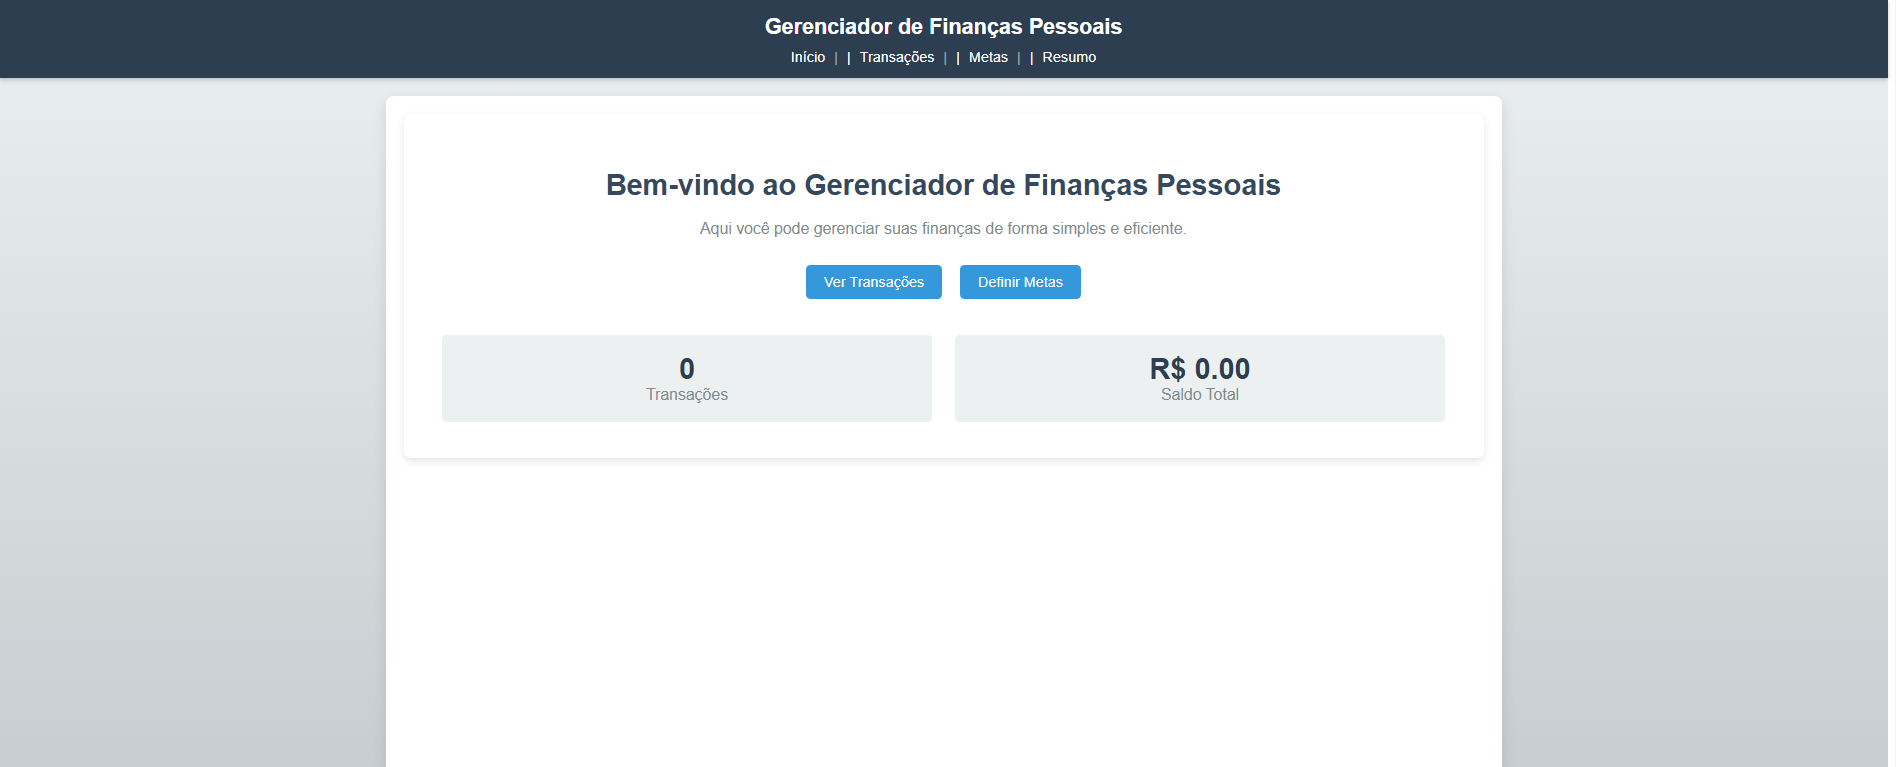 Gerenciador de Finanças Pessoais
Início | | Transações | | Metas | | Resumo
Bem-vindo ao Gerenciador de Finanças Pessoais
Aqui você pode gerenciar suas finanças de forma simples e eficiente.
Ver Transações Definir Metas
0 R$ 0.00
Transações Saldo Total